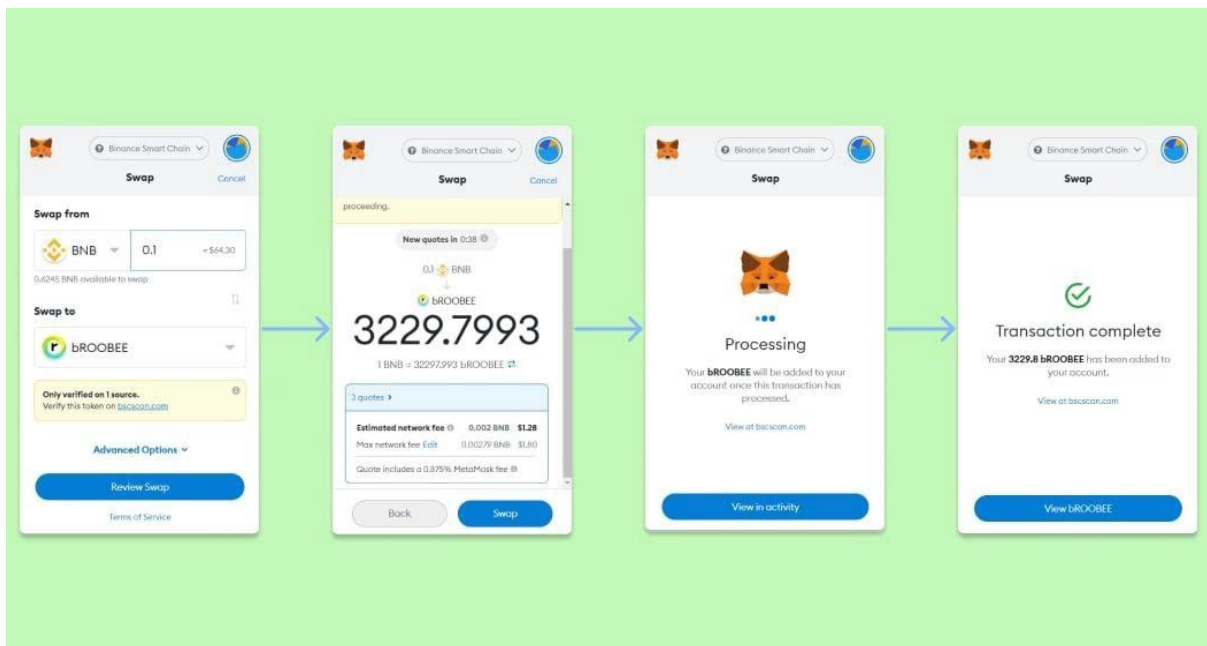 Binance Smart Chain
Swap
Cancel
Swap from
BNB
0.1
≈ $64.30
0.6245 BNB available to swap
Swap to
r
bROOBEE
Only verified on 1 source.
Verify this token on bscscan.com
Advanced Options
Review Swap
Terms of Service
Binance Smart Chain
Swap
Cancel
proceeding.
New quotes in 0:38
0.1 BNB
bROOBEE
3229.7993
1 BNB = 32297.993 bROOBEE
3 quotes
Estimated network fee 0.002 BNB $1.28
Max network fee Edit 0.00279 BNB $1.80
Quote includes a 0.875% MetaMask fee
Back
Swap
Binance Smart Chain
Swap
Processing
Your bROOBEE will be added to your
account once this transaction has
processed.
View at bscscan.com
View in activity
Binance Smart Chain
Swap
Transaction complete
Your 3229.8 bROOBEE has been added to
your account.
View at bscscan.com
View bROOBEE